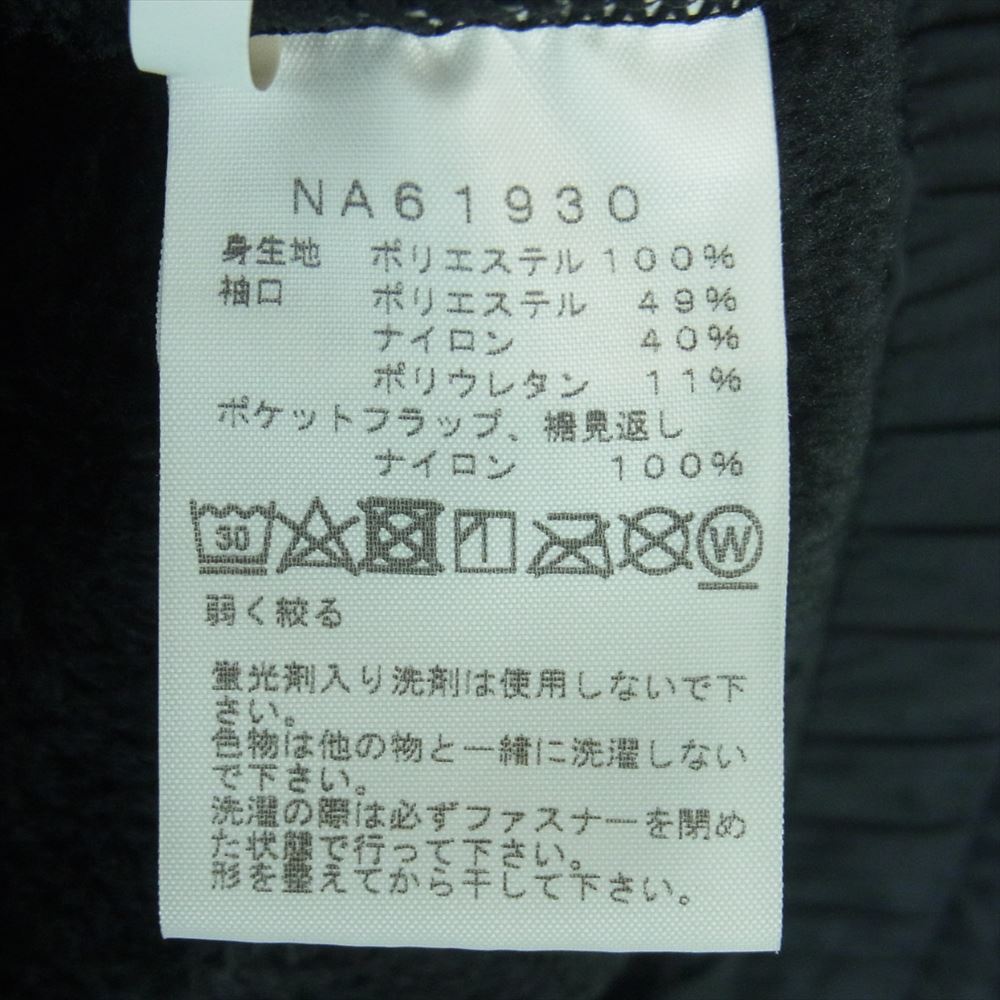 NA61930
身生地 ポリエステル 100%
袖口 ポリエステル 49%
ナイロン 40%
ポリウレタン 11%
ポケットフラップ、裾見返し
ナイロン 100%
30 W
弱く絞る
蛍光剤入り洗剤は使用しないで下
さい。
色物は他の物と一緒に洗濯しない
で下さい。
洗濯の際は必ずファスナーを閉め
た状態で行って下さい。
形を整えてから干して下さい。